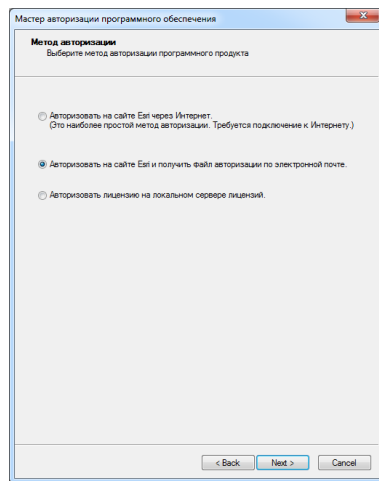 Мастер авторизации программного обеспечения
Метод авторизации
Выберите метод авторизации программного продукта
Авторизовать на сайте Esri через Интернет.
(Это наиболее простой метод авторизации. Требуется подключение к Интернету.)
Авторизовать на сайте Esri и получить файл авторизации по электронной почте.
Авторизовать лицензию на локальном сервере лицензий.
< Back Next > Cancel